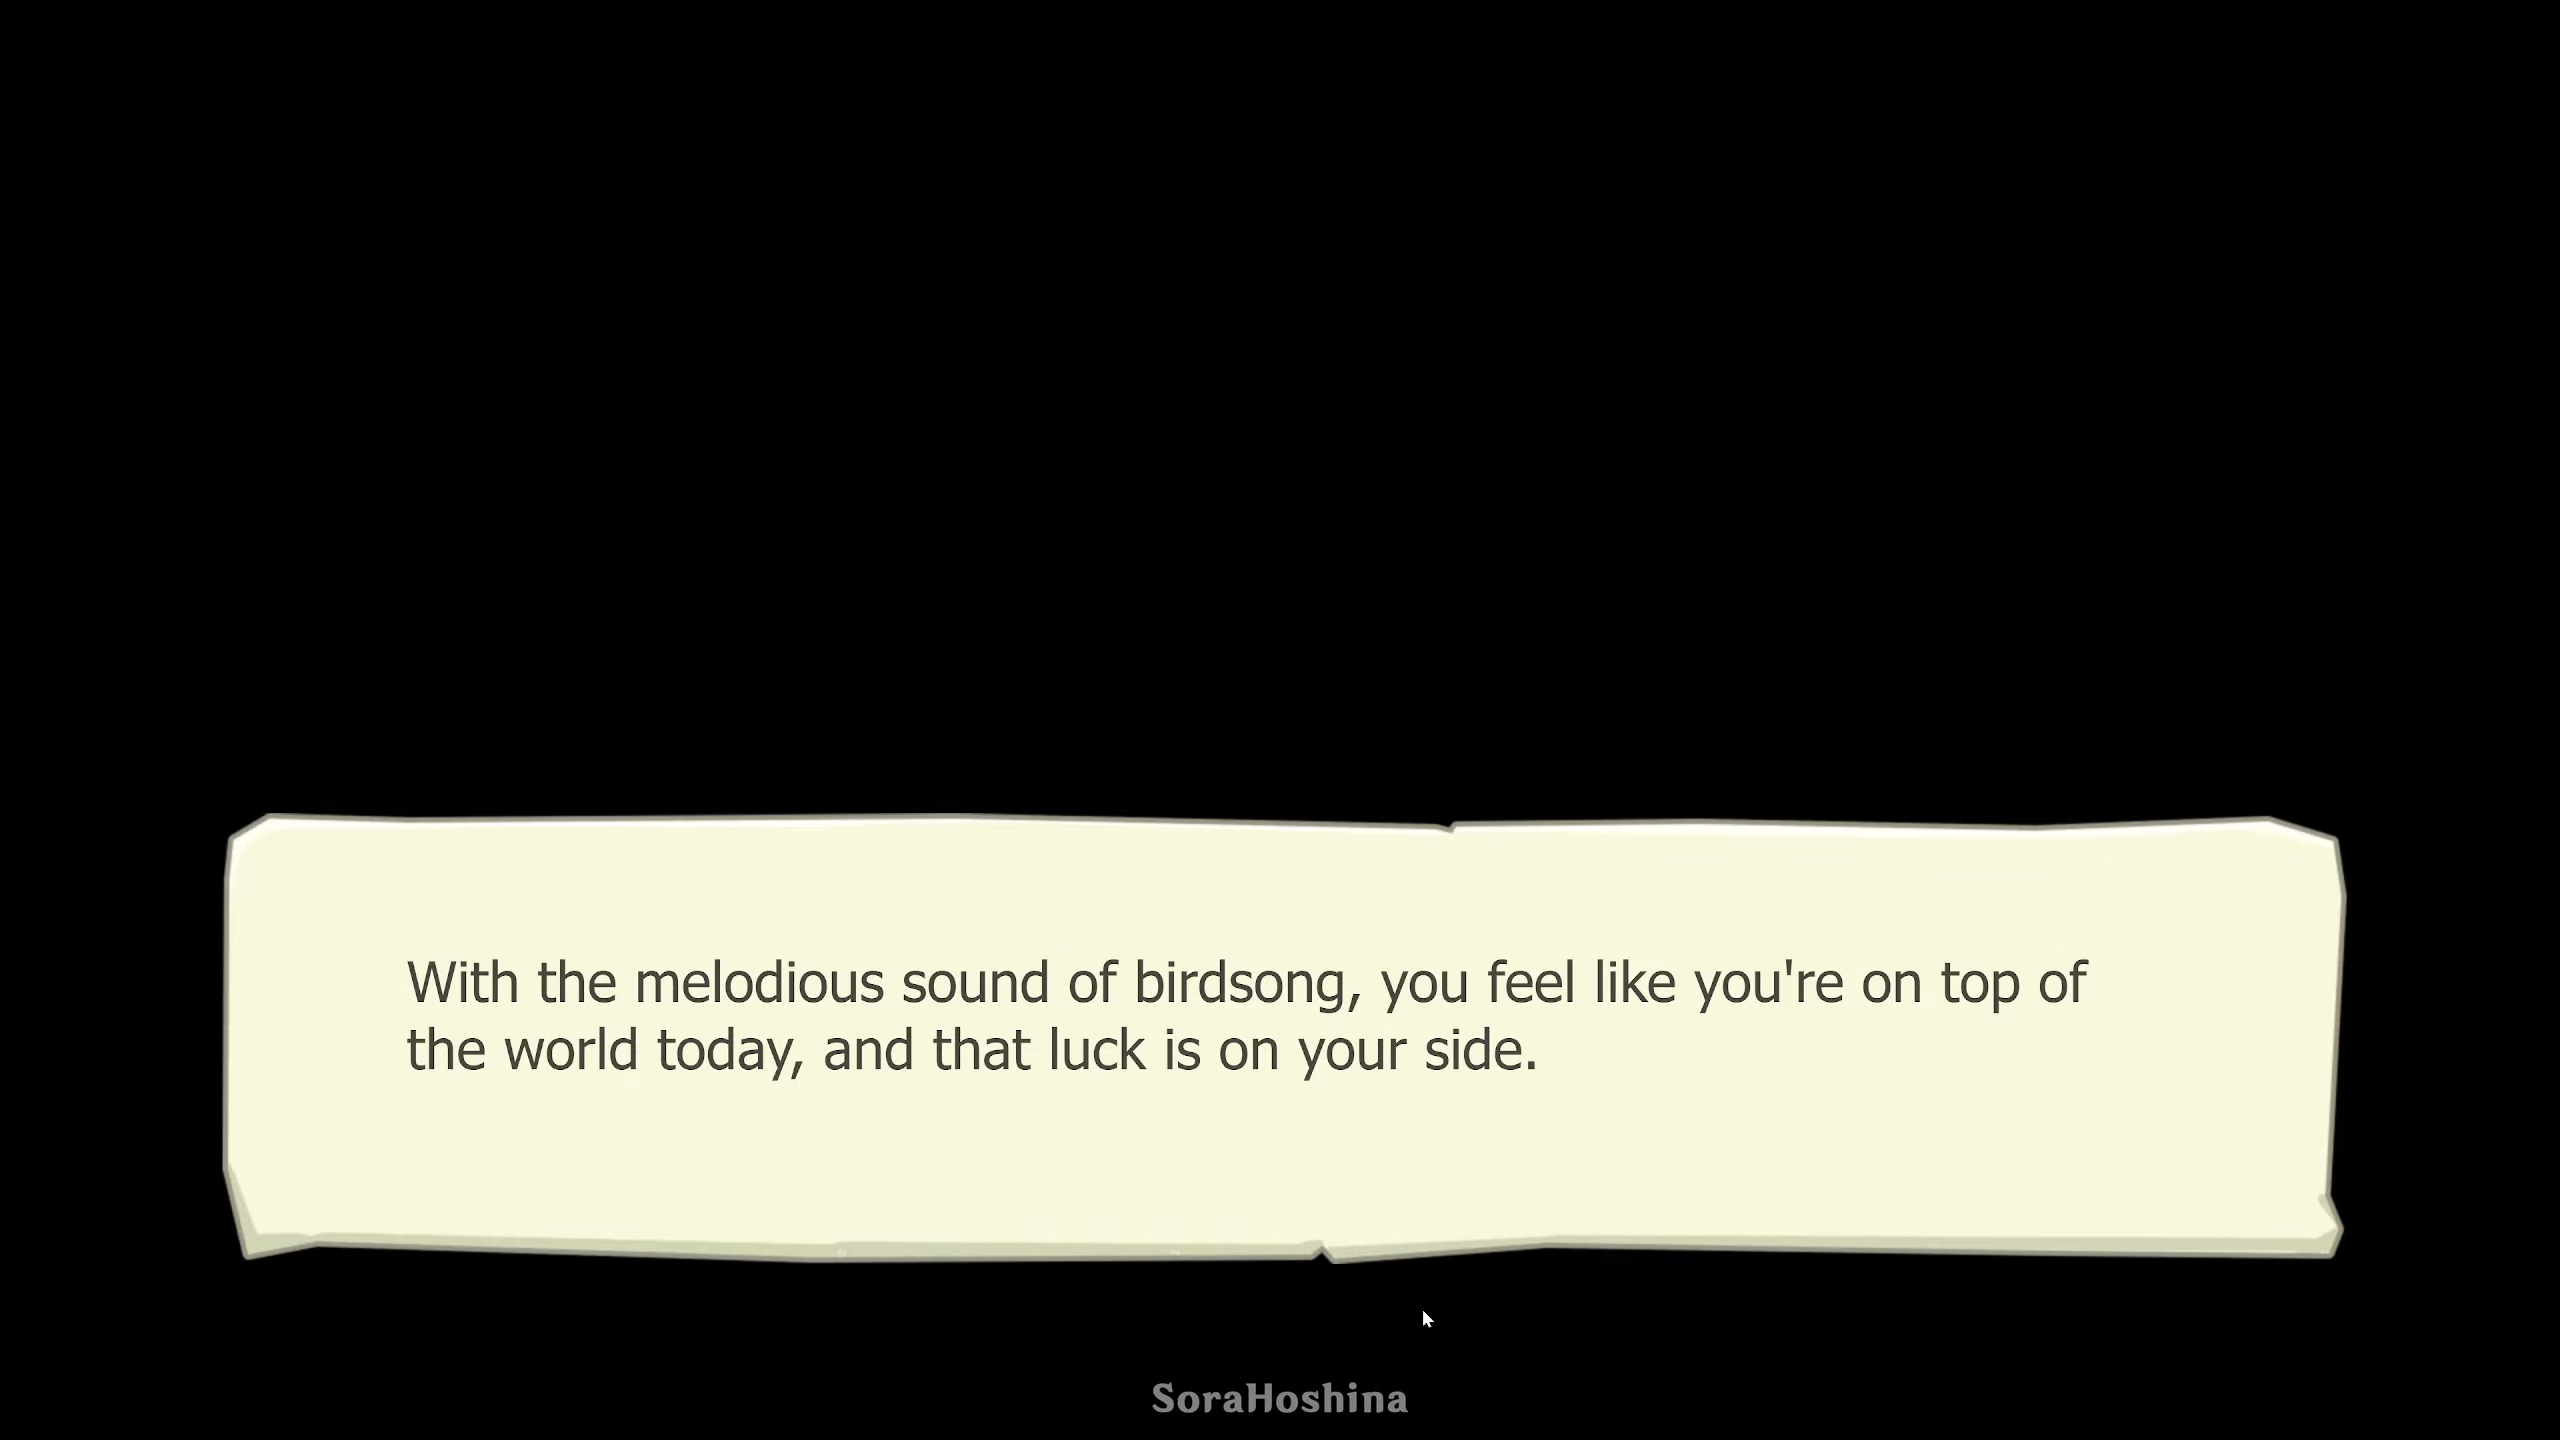 With the melodious sound of birdsong, you feel like you're on top of
the world today, and that luck is on your side.
SoraHoshina